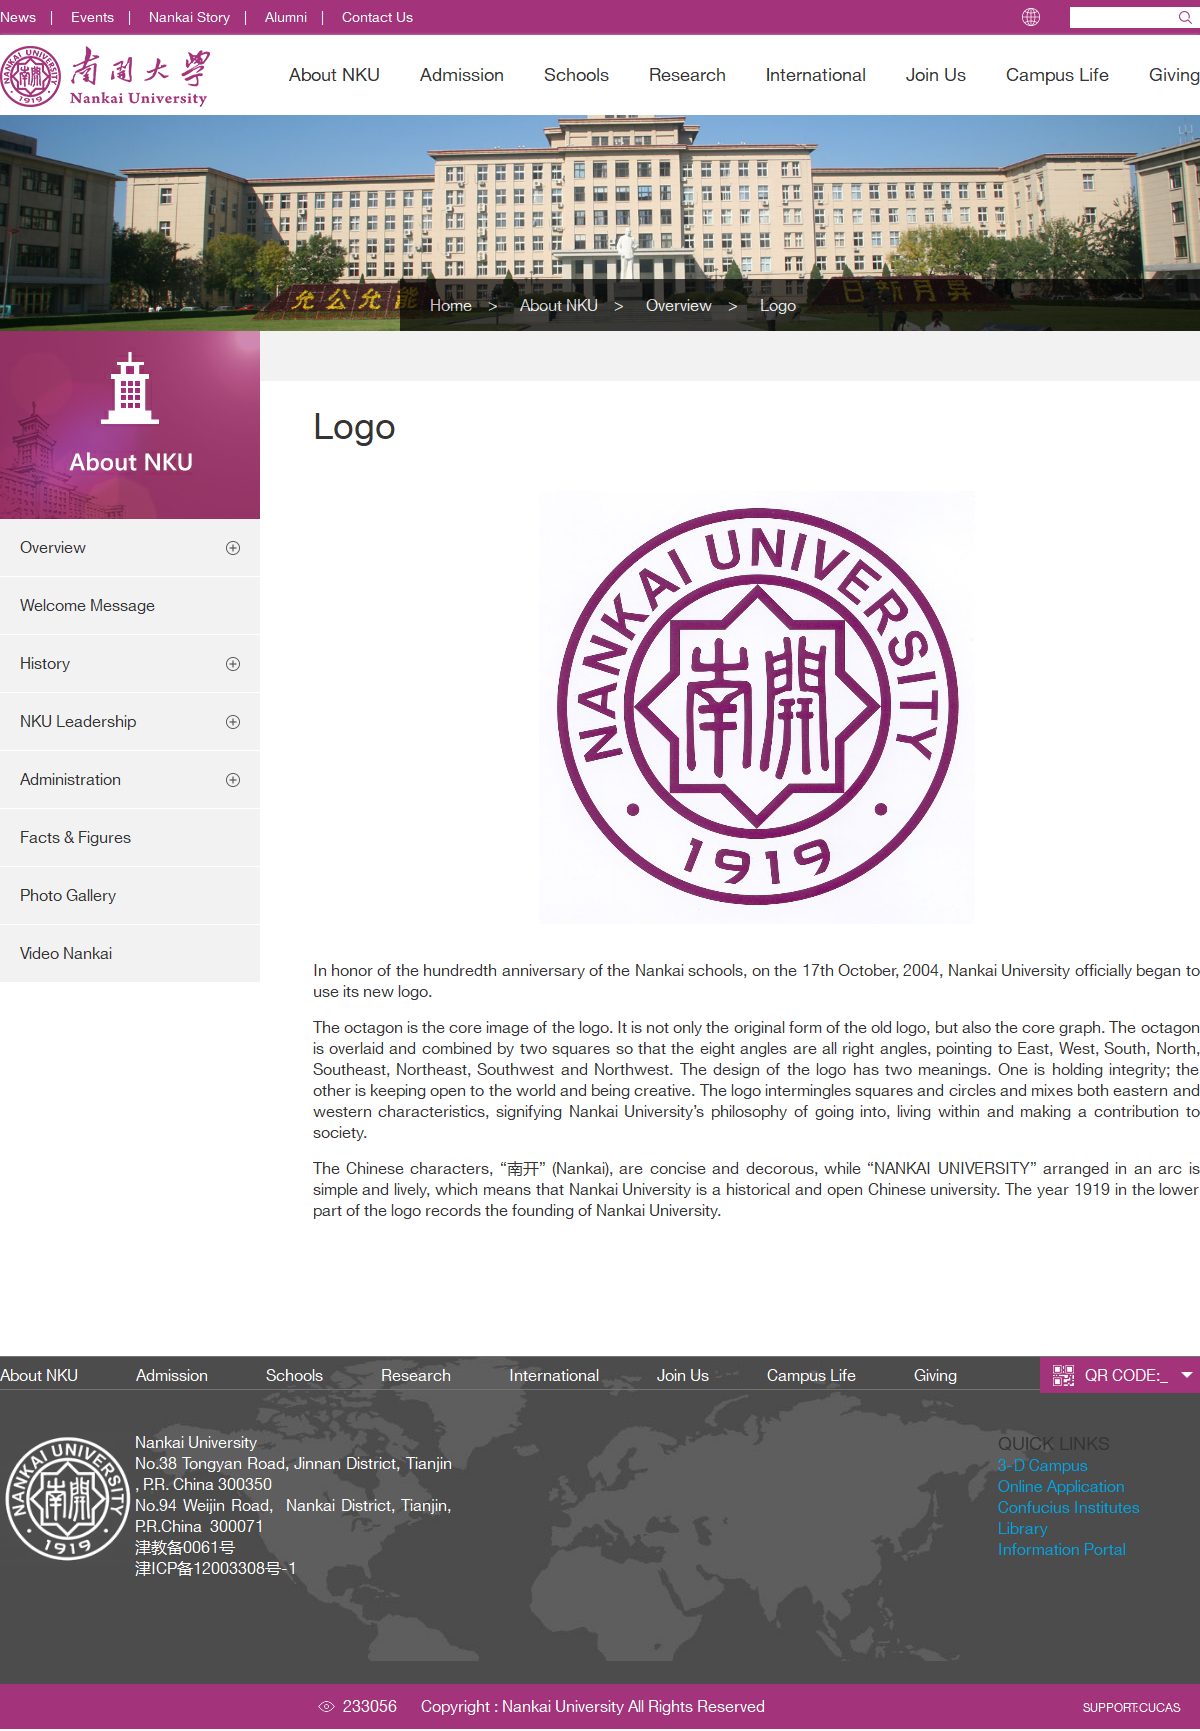 News | Events | Nankai Story | Alumni | Contact Us
南開大學
Nankai University
About NKU Admission Schools Research International Join Us Campus Life Giving
允公允能
日新月異
Home > About NKU > Overview > Logo
About NKU
Overview
Welcome Message
History
NKU Leadership
Administration
Facts & Figures
Photo Gallery
Video Nankai
Logo
NANKAI UNIVERSITY
南開
1919
In honor of the hundredth anniversary of the Nankai schools, on the 17th October, 2004, Nankai University officially began to
use its new logo.
The octagon is the core image of the logo. It is not only the original form of the old logo, but also the core graph. The octagon
is overlaid and combined by two squares so that the eight angles are all right angles, pointing to East, West, South, North,
Southeast, Northeast, Southwest and Northwest. The design of the logo has two meanings. One is holding integrity; the
other is keeping open to the world and being creative. The logo intermingles squares and circles and mixes both eastern and
western characteristics, signifying Nankai University’s philosophy of going into, living within and making a contribution to
society.
The Chinese characters, “南开” (Nankai), are concise and decorous, while “NANKAI UNIVERSITY” arranged in an arc is
simple and lively, which means that Nankai University is a historical and open Chinese university. The year 1919 in the lower
part of the logo records the founding of Nankai University.
About NKU Admission Schools Research International Join Us Campus Life Giving
QR CODE:_
NANKAI UNIVERSITY
南開
1919
Nankai University
No.38 Tongyan Road, Jinnan District, Tianjin
, P.R. China 300350
No.94 Weijin Road, Nankai District, Tianjin,
P.R.China 300071
津教备0061号
津ICP备12003308号-1
QUICK LINKS
3-D Campus
Online Application
Confucius Institutes
Library
Information Portal
233056 Copyright : Nankai University All Rights Reserved
SUPPORT:CUCAS